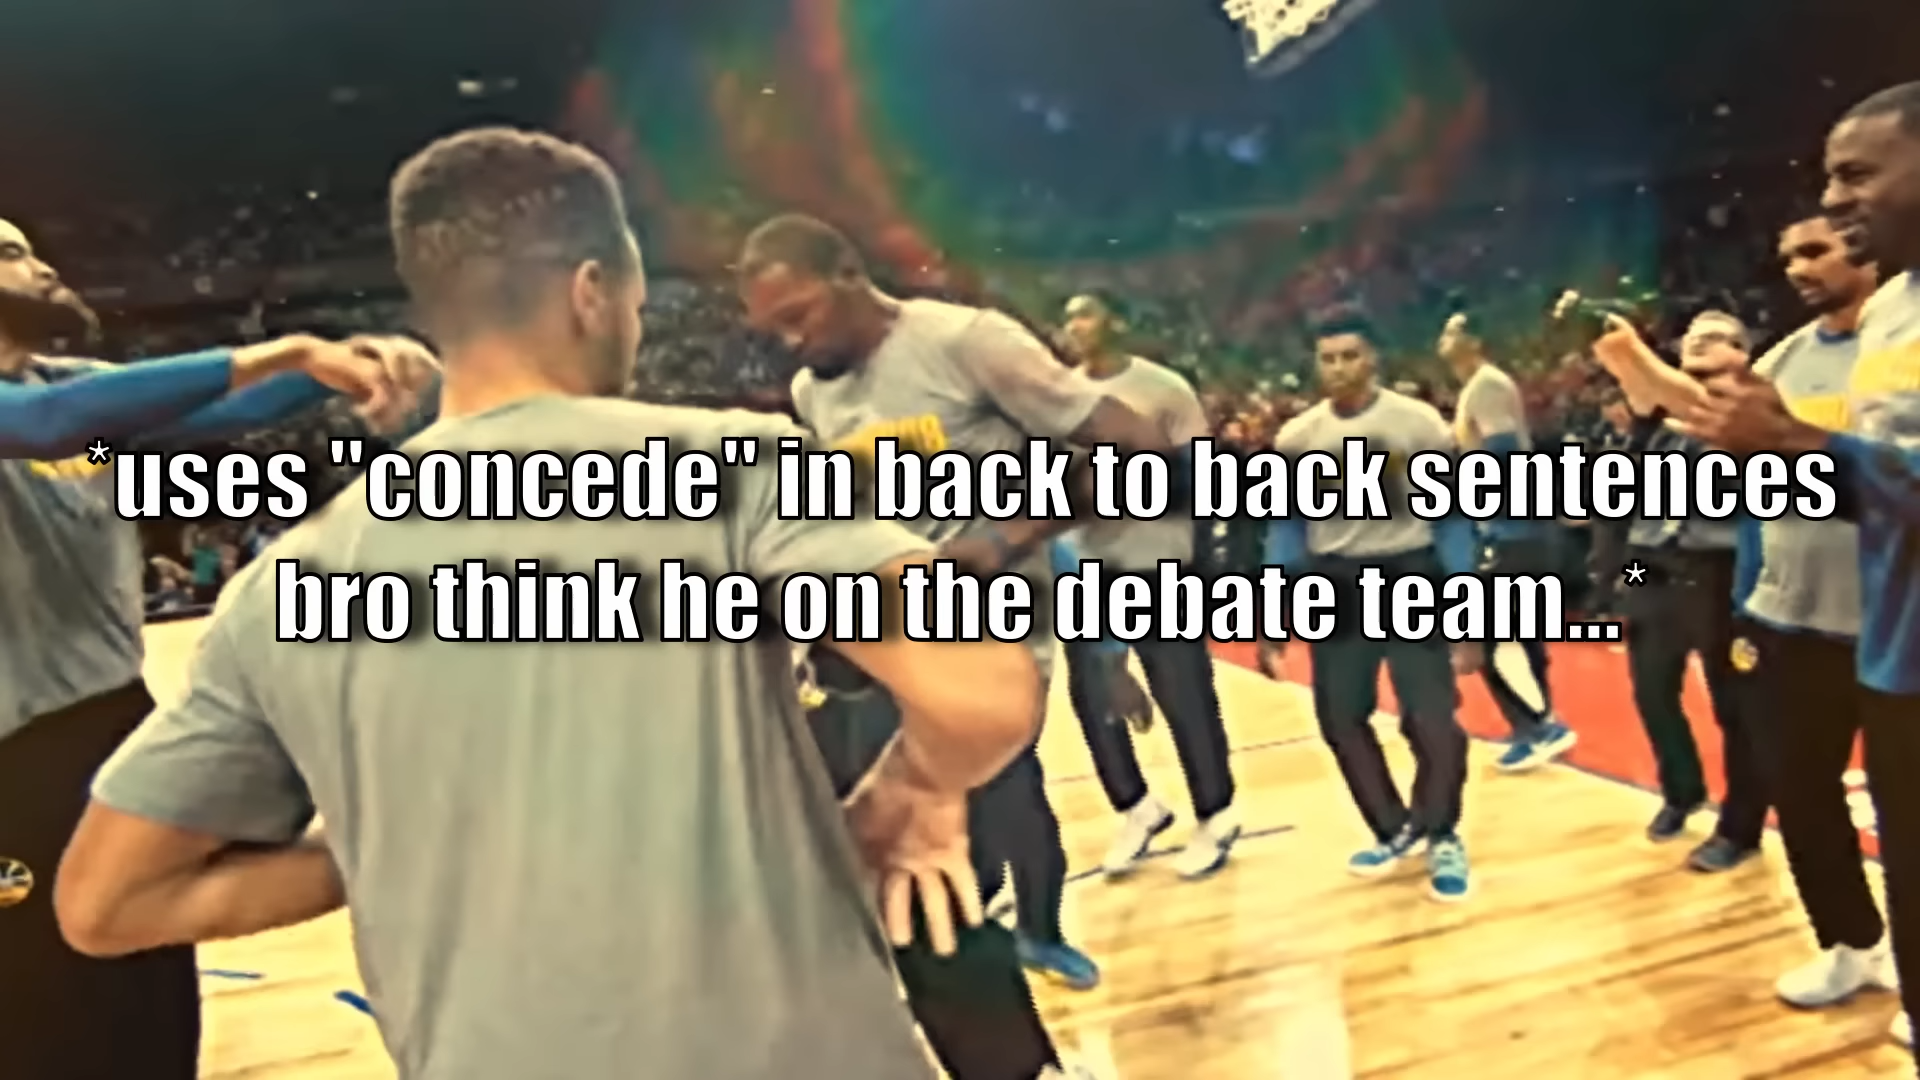 *uses "concede" in back to back sentences
bro think he on the debate team...*